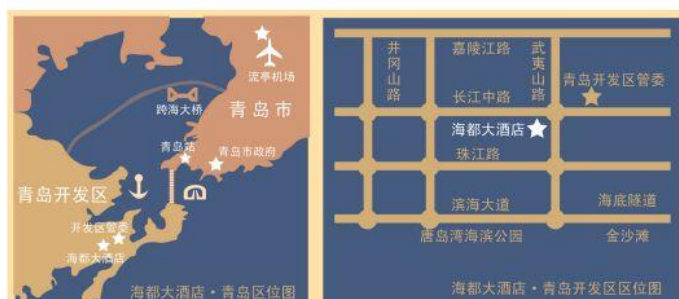 流亭机场
跨海大桥
青岛市
青岛站
青岛市政府
青岛开发区
开发区管委
海都大酒店
海都大酒店·青岛区位图
井冈山路
嘉陵江路
武夷山路
青岛开发区管委
长江中路
海都大酒店
珠江路
滨海大道
海底隧道
唐岛湾海滨公园
金沙滩
海都大酒店·青岛开发区区位图